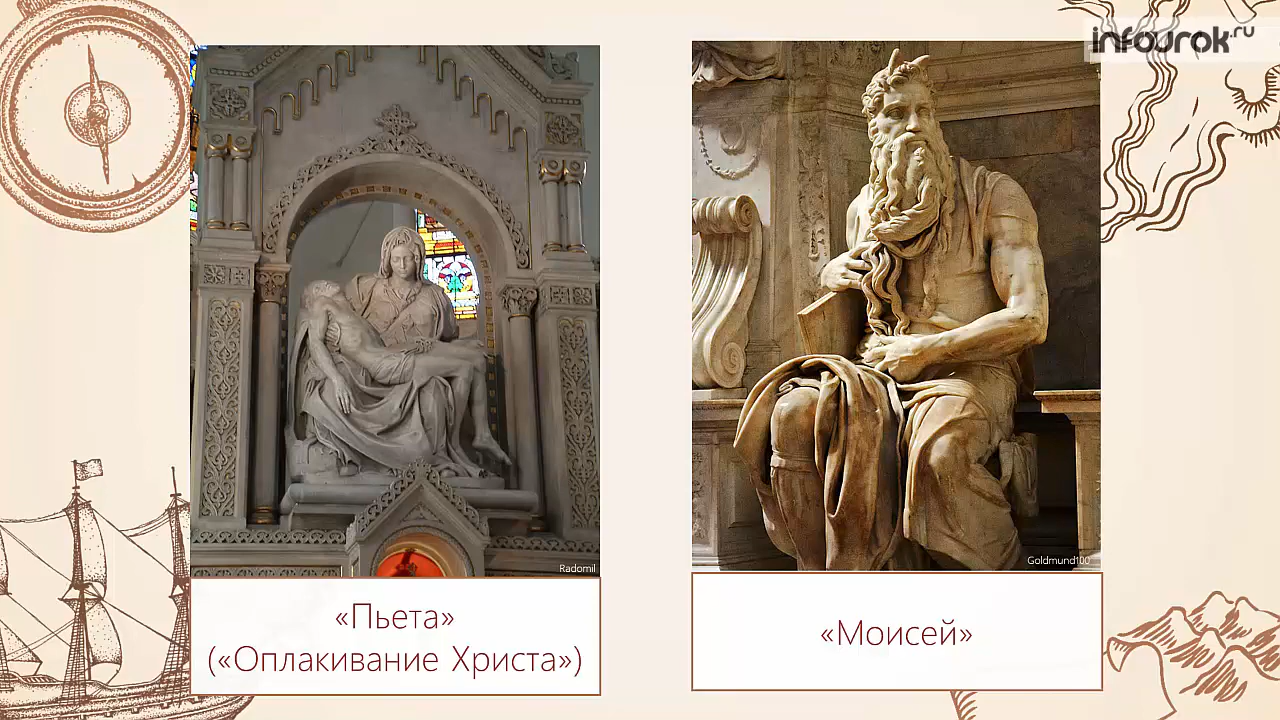 infourok.ru
Radomil
Goldmund100
«Пьета»
(«Оплакивание Христа»)
«Моисей»